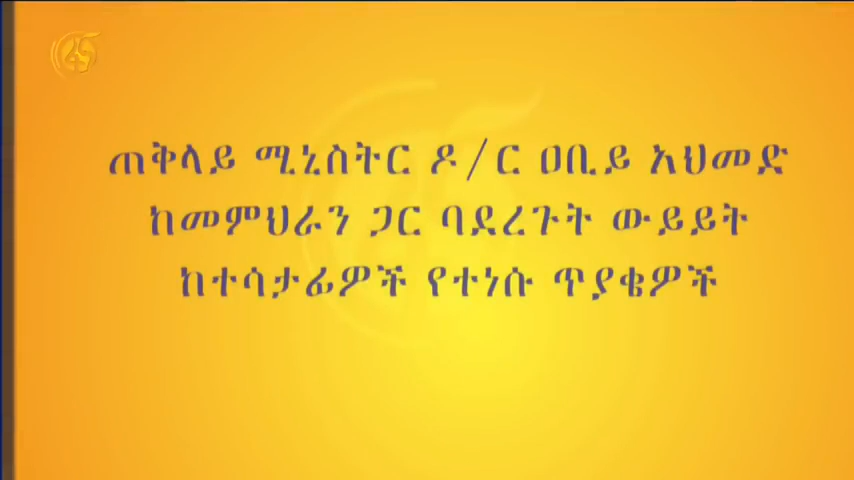 ጠቅላይ ሚኒስትር ዶ/ር ዐቢይ አህመድ
ከመምህራን ጋር ባደረጉት ውይይት
ከተሳታፊዎች የተነሱ ጥያቄዎች